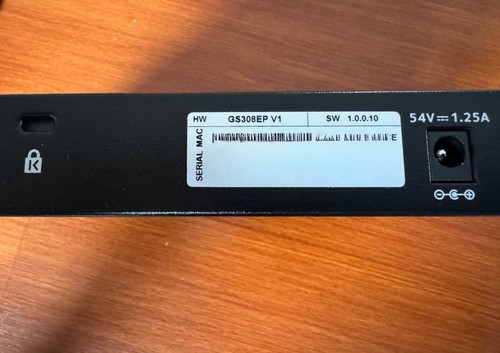 HW GS308EP V1 SW 1.0.0.10
SERIAL MAC
54V⎓1.25A
K